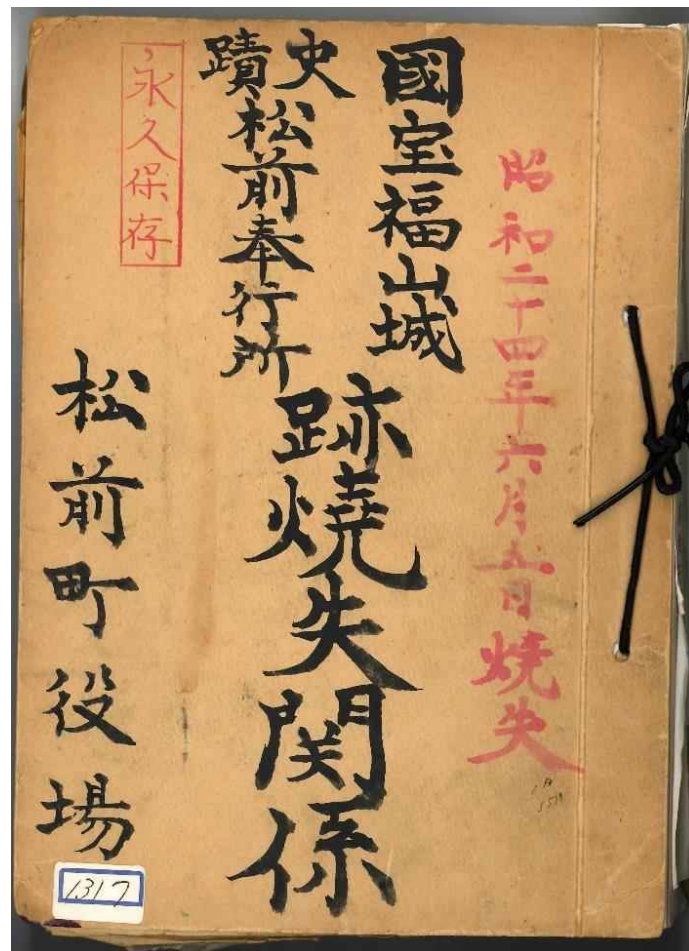 昭和二十四年六月五日焼失
國宝福山城
史蹟松前奉行所
跡燒失関係
永久保存
松前町役場
1317